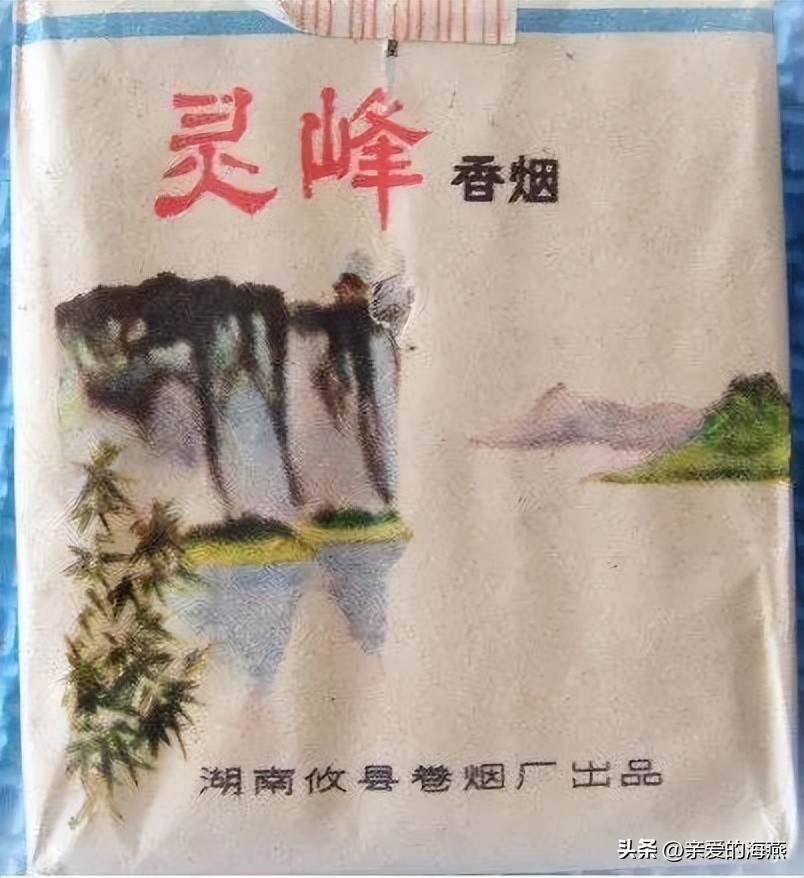 灵峰 香烟
湖南攸县卷烟厂出品
头条 @亲爱的海燕